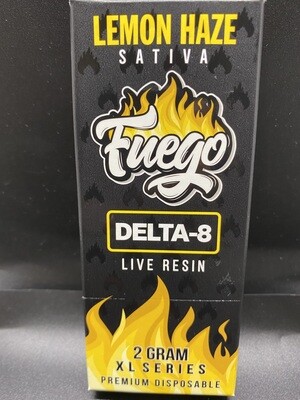 LEMON HAZE
SATIVA
Fuego
DELTA-8
LIVE RESIN
2 GRAM
XL SERIES
PREMIUM DISPOSABLE